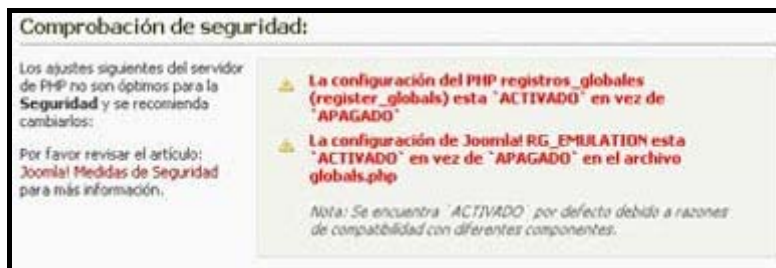 Comprobación de seguridad:
Los ajustes siguientes del servidor
de PHP no son óptimos para la
Seguridad y se recomienda
cambiarlos:
Por favor revisar el artículo:
Joomla! Medidas de Seguridad
para más información.
La configuración del PHP registros_globales
(register_globals) esta `ACTIVADO` en vez de
`APAGADO`
La configuración de Joomla! RG_EMULATION esta
`ACTIVADO` en vez de `APAGADO` en el archivo
globals.php
Nota: Se encuentra `ACTIVADO` por defecto debido a razones
de compatibilidad con diferentes componentes.